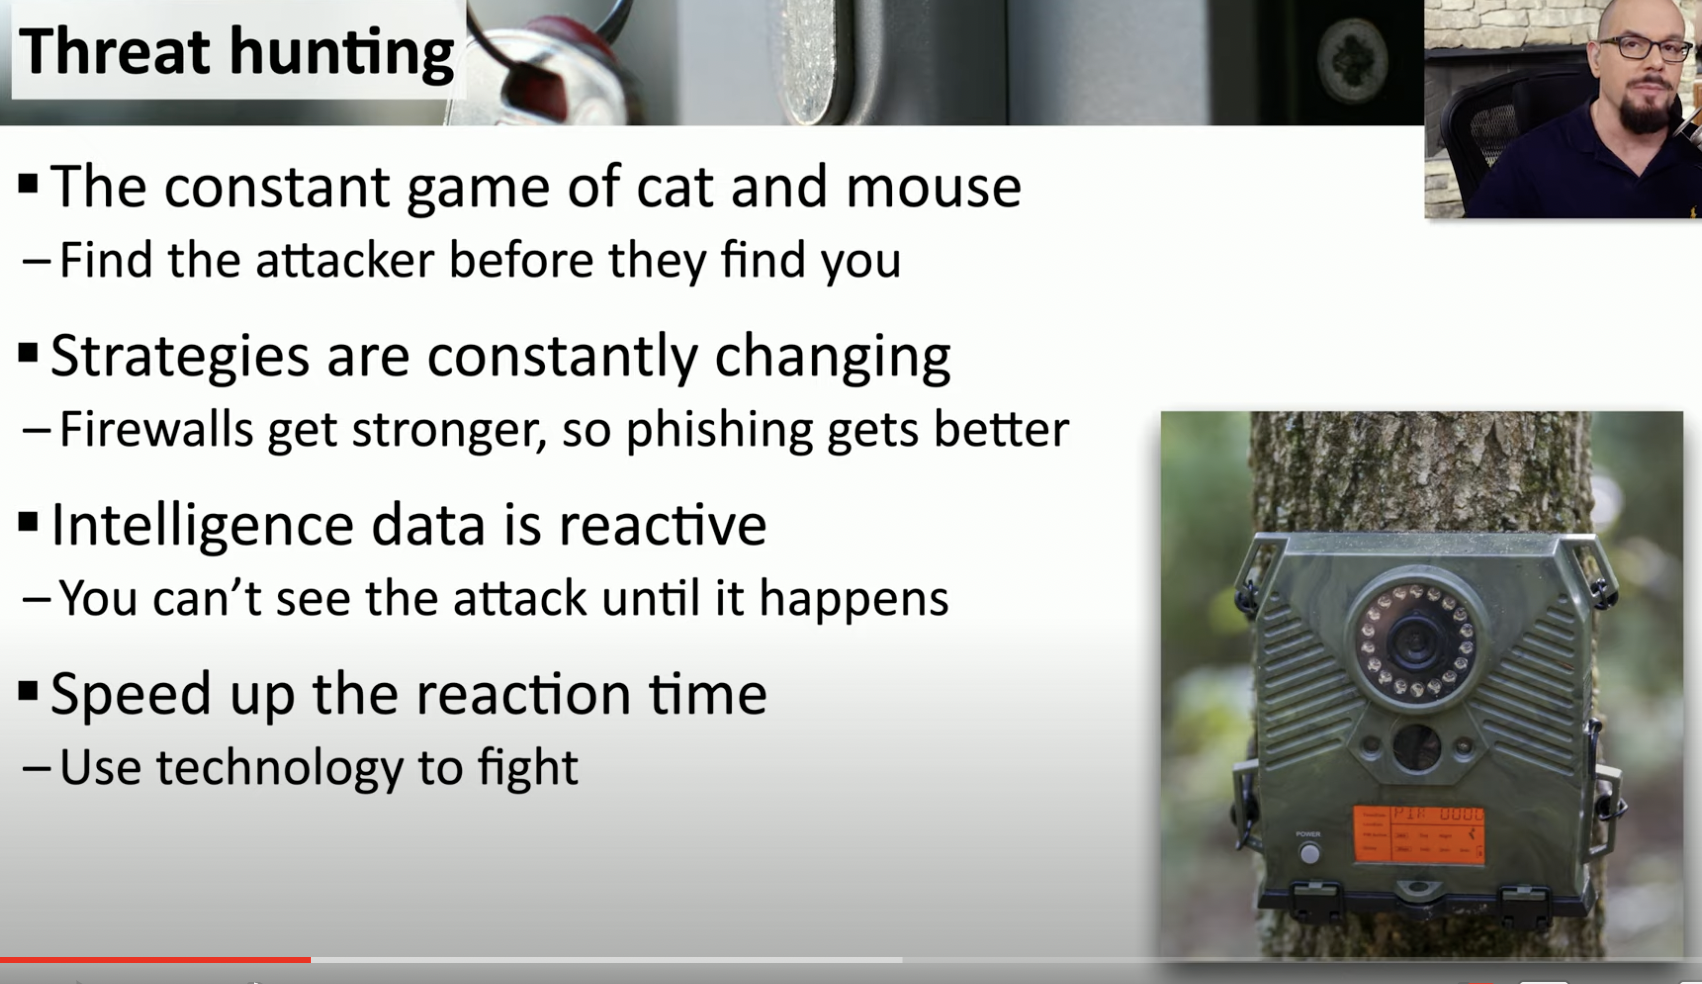 Threat hunting
▪ The constant game of cat and mouse
– Find the attacker before they find you
▪ Strategies are constantly changing
– Firewalls get stronger, so phishing gets better
▪ Intelligence data is reactive
– You can’t see the attack until it happens
▪ Speed up the reaction time
– Use technology to fight
POWER